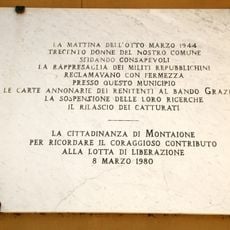 LA MATTINA DELL'OTTO MARZO 1944
TRECENTO DONNE DEL NOSTRO COMUNE
SFIDANDO CONSAPEVOLI
LA RAPPRESAGLIA DEI MILITI REPUBBLICHINI
RECLAMAVANO CON FERMEZZA
PRESSO QUESTO MUNICIPIO
LE CARTE ANNONARIE DEI RENITENTI AL BANDO GRAZ
LA SOSPENSIONE DELLE LORO RICERCHE
IL RILASCIO DEI CATTURATI
LA CITTADINANZA DI MONTAIONE
PER RICORDARE IL CORAGGIOSO CONTRIBUTO
ALLA LOTTA DI LIBERAZIONE
8 MARZO 1980